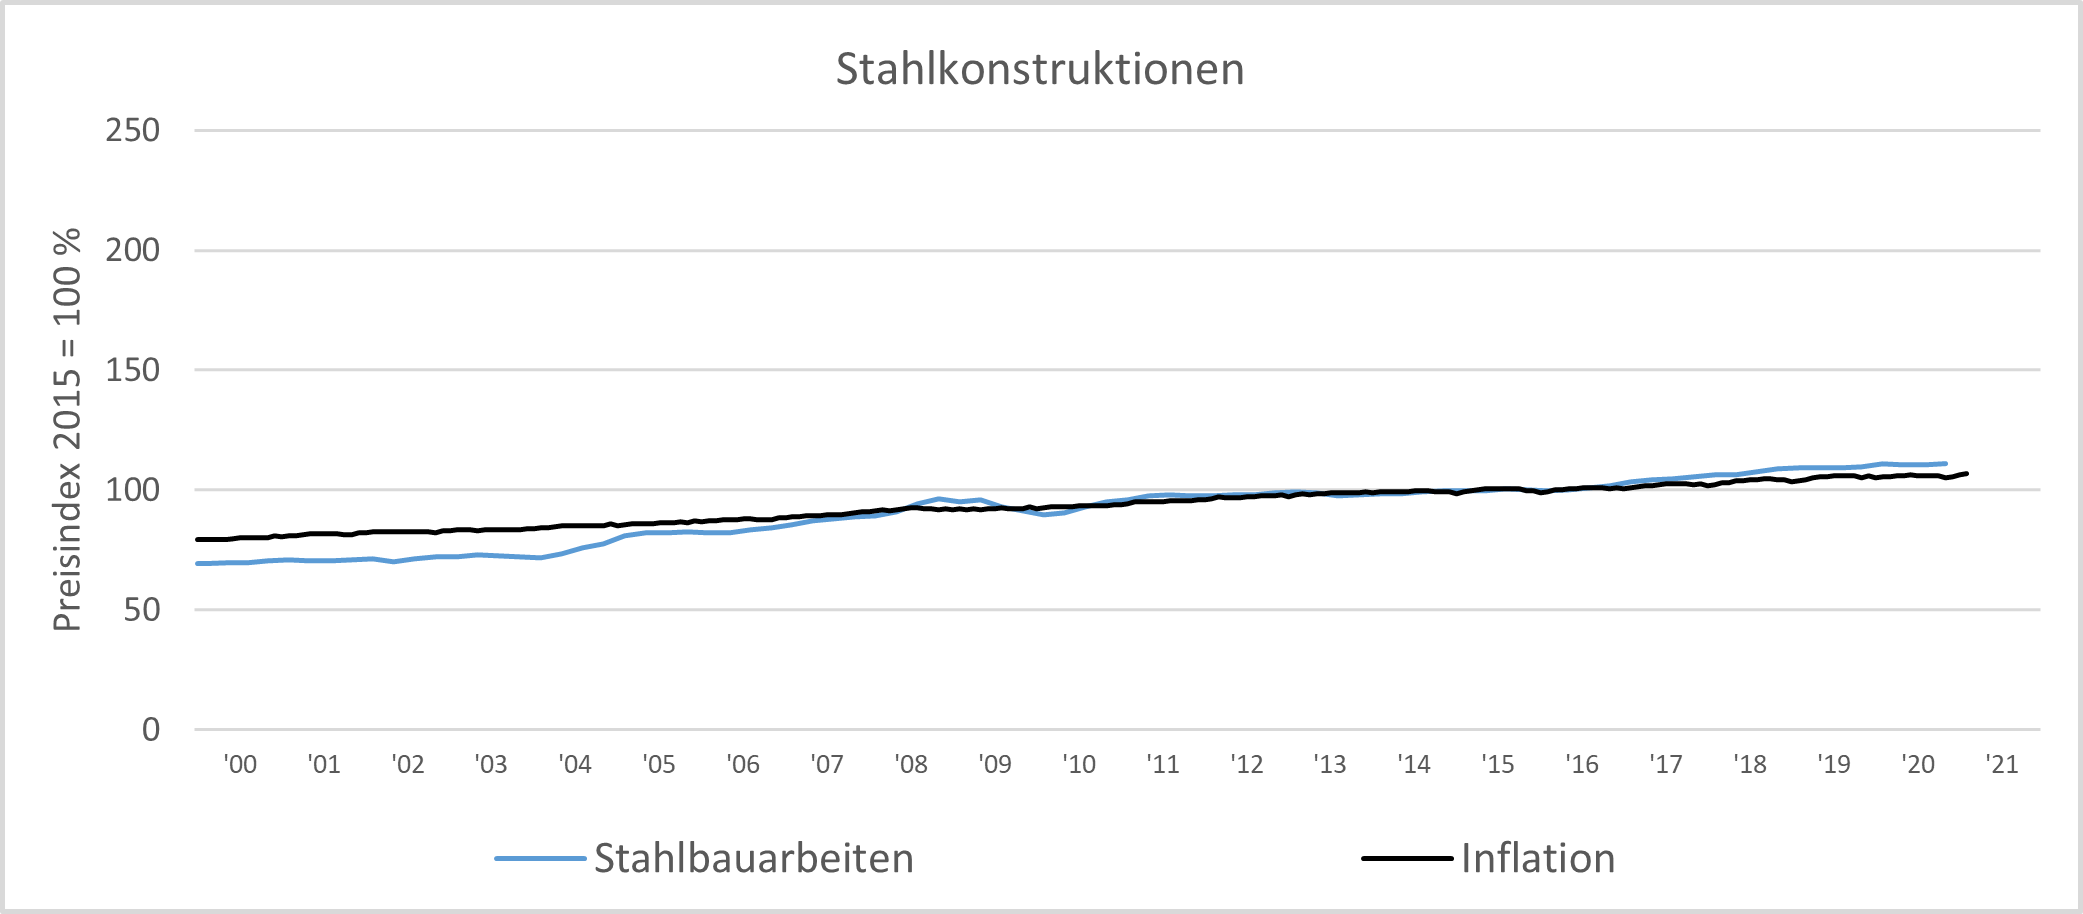 Stahlkonstruktionen
Preisindex 2015 = 100 %
250
200
150
100
50
0
'00 '01 '02 '03 '04 '05 '06 '07 '08 '09 '10 '11 '12 '13 '14 '15 '16 '17 '18 '19 '20 '21
Stahlbauarbeiten Inflation